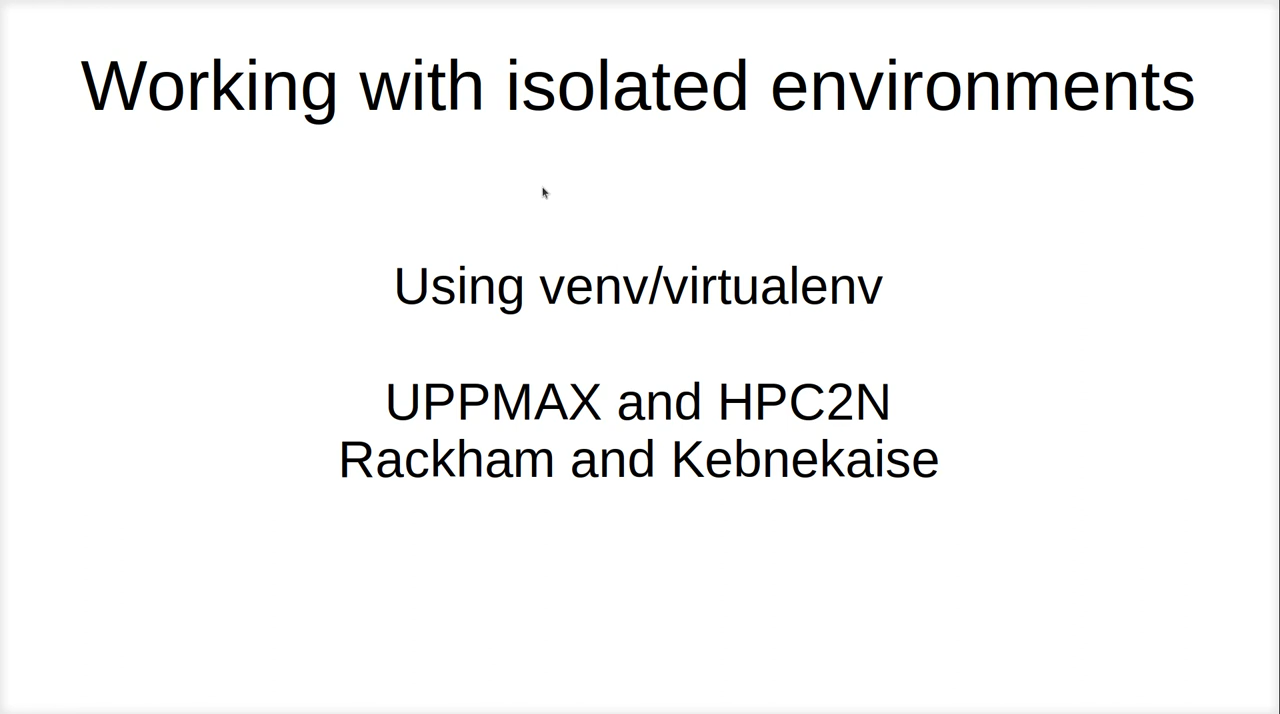 Working with isolated environments
Using venv/virtualenv
UPPMAX and HPC2N
Rackham and Kebnekaise